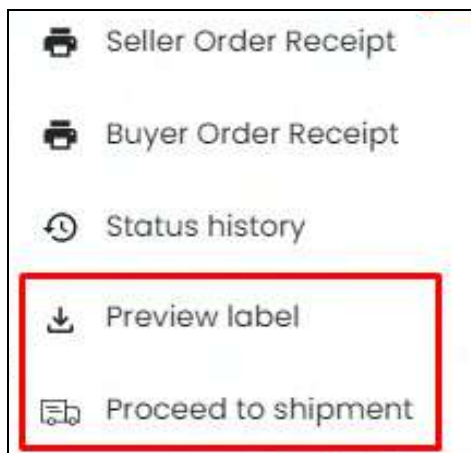 Seller Order Receipt
Buyer Order Receipt
Status history
Preview label
Proceed to shipment